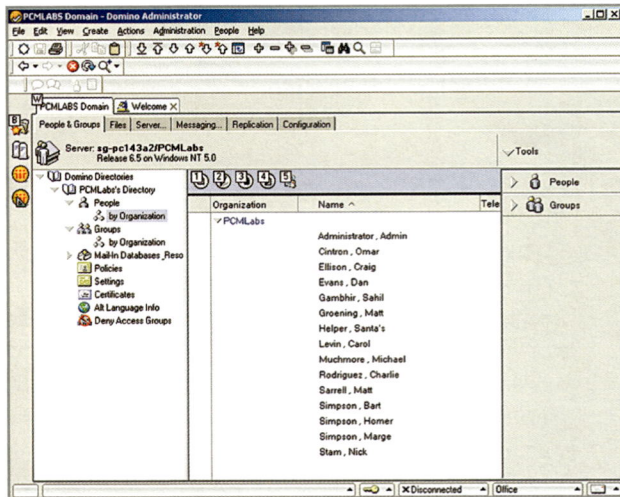 PCMLABS Domain - Domino Administrator
File Edit View Create Actions Administration People Help
PCMLABS Domain Welcome
People & Groups Files Server... Messaging... Replication Configuration
Server: sg-pc143a2/PCMLabs
Release 6.5 on Windows NT 5.0
Tools
Domino Directories
PCMLabs's Directory
People
by Organization
Groups
by Organization
Mail-In Databases_Reso
Policies
Settings
Certificates
Alt Language Info
Deny Access Groups
1 2 3 4 5
Organization Name Tele
PCMLabs
Administrator, Admin
Cintron, Omar
Ellison, Craig
Evans, Dan
Gambhir, Sahil
Groening, Matt
Helper, Santa's
Levin, Carol
Muchmore, Michael
Rodriguez, Charlie
Sarrell, Matt
Simpson, Bart
Simpson, Homer
Simpson, Marge
Stam, Nick
People
Groups
Disconnected Office